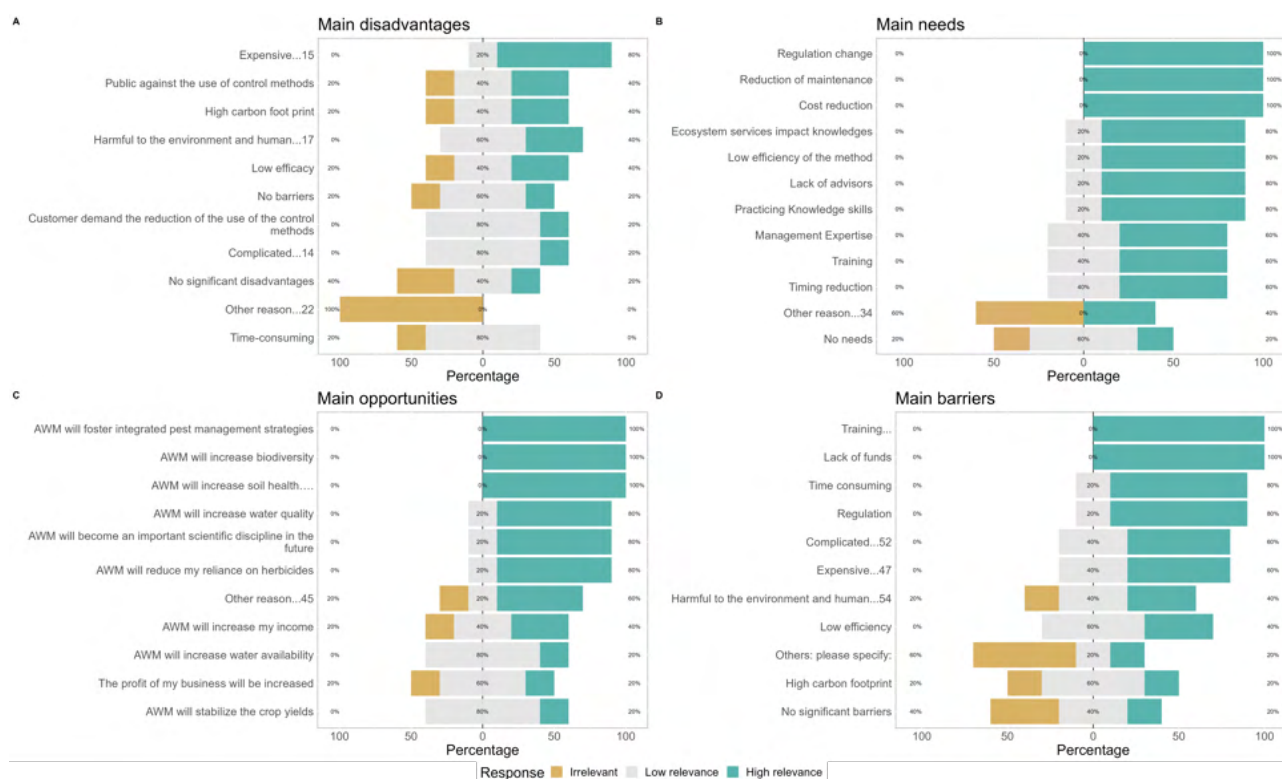 A Main disadvantages
Expensive...15 0% 20% 80%
Public against the use of control methods 20% 40% 40%
High carbon foot print 20% 40% 40%
Harmful to the environment and human...17 0% 60% 40%
Low efficacy 20% 40% 40%
No barriers 20% 60% 20%
Customer demand the reduction of the use of the control
methods 0% 80% 20%
Complicated...14 0% 80% 20%
No significant disadvantages 40% 40% 20%
Other reason...22 100% 0% 0%
Time-consuming 20% 80% 0%
100 50 0 50 100
Percentage
B Main needs
Regulation change 0% 0% 100%
Reduction of maintenance 0% 0% 100%
Cost reduction 0% 0% 100%
Ecosystem services impact knowledges 0% 20% 80%
Low efficiency of the method 0% 20% 80%
Lack of advisors 0% 20% 80%
Practicing Knowledge skills 0% 20% 80%
Management Expertise 0% 40% 60%
Training 0% 40% 60%
Timing reduction 0% 40% 60%
Other reason...34 60% 0% 40%
No needs 20% 60% 20%
100 50 0 50 100
Percentage
C Main opportunities
AWM will foster integrated pest management strategies 0% 0% 100%
AWM will increase biodiversity 0% 0% 100%
AWM will increase soil health.... 0% 0% 100%
AWM will increase water quality 0% 20% 80%
AWM will become an important scientific discipline in the
future 0% 20% 80%
AWM will reduce my reliance on herbicides 0% 20% 80%
Other reason...45 20% 20% 60%
AWM will increase my income 20% 40% 40%
AWM will increase water availability 0% 80% 20%
The profit of my business will be increased 20% 60% 20%
AWM will stabilize the crop yields 0% 80% 20%
100 50 0 50 100
Percentage
D Main barriers
Training... 0% 0% 100%
Lack of funds 0% 0% 100%
Time consuming 0% 20% 80%
Regulation 0% 20% 80%
Complicated...52 0% 40% 60%
Expensive...47 0% 40% 60%
Harmful to the environment and human...54 20% 40% 40%
Low efficiency 0% 60% 40%
Others: please specify: 60% 20% 20%
High carbon footprint 20% 60% 20%
No significant barriers 40% 40% 20%
100 50 0 50 100
Percentage
Response Irrelevant Low relevance High relevance